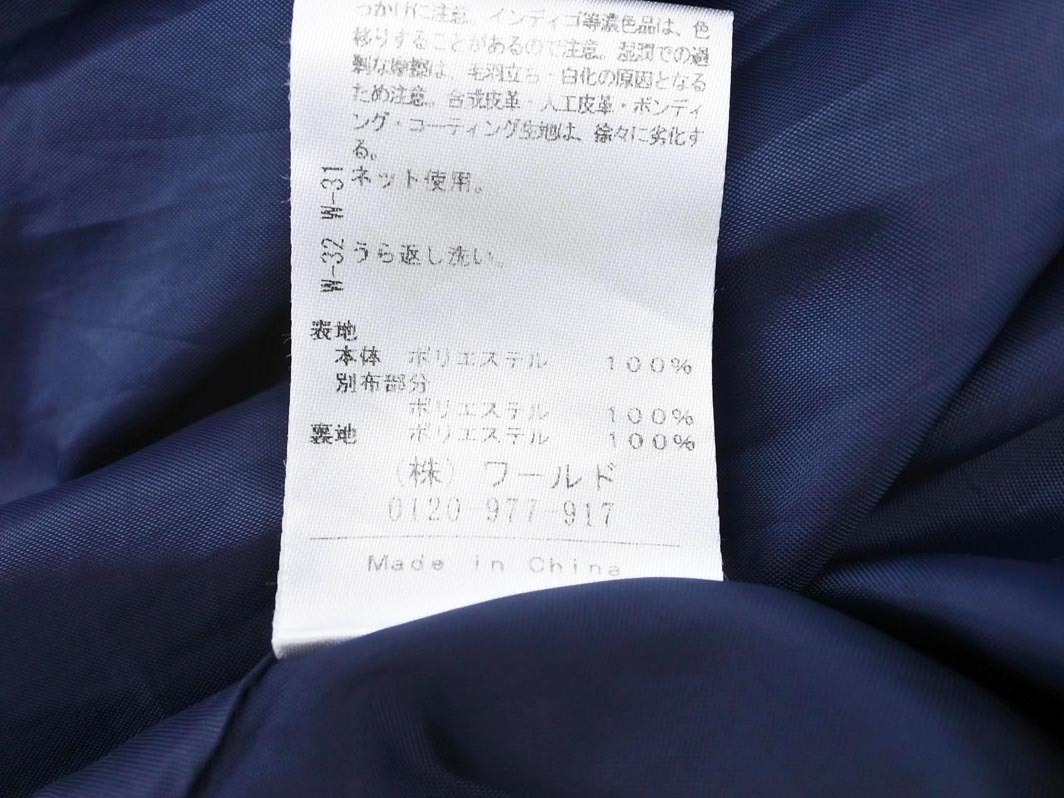 っかけに注意。インディゴ等濃色品は、色
移りすることがあるので注意。湿潤での過
剰な摩擦は、毛羽立ち・白化の原因となる
ため注意。合成皮革・人工皮革・ボンディ
ング・コーティング生地は、徐々に劣化す
る。
W-31 ネット使用。
W-32 うら返し洗い。
表地
本体 ポリエステル 100%
別布部分
ポリエステル 100%
裏地 ポリエステル 100%
(株) ワールド
0120-977-917
Made in China